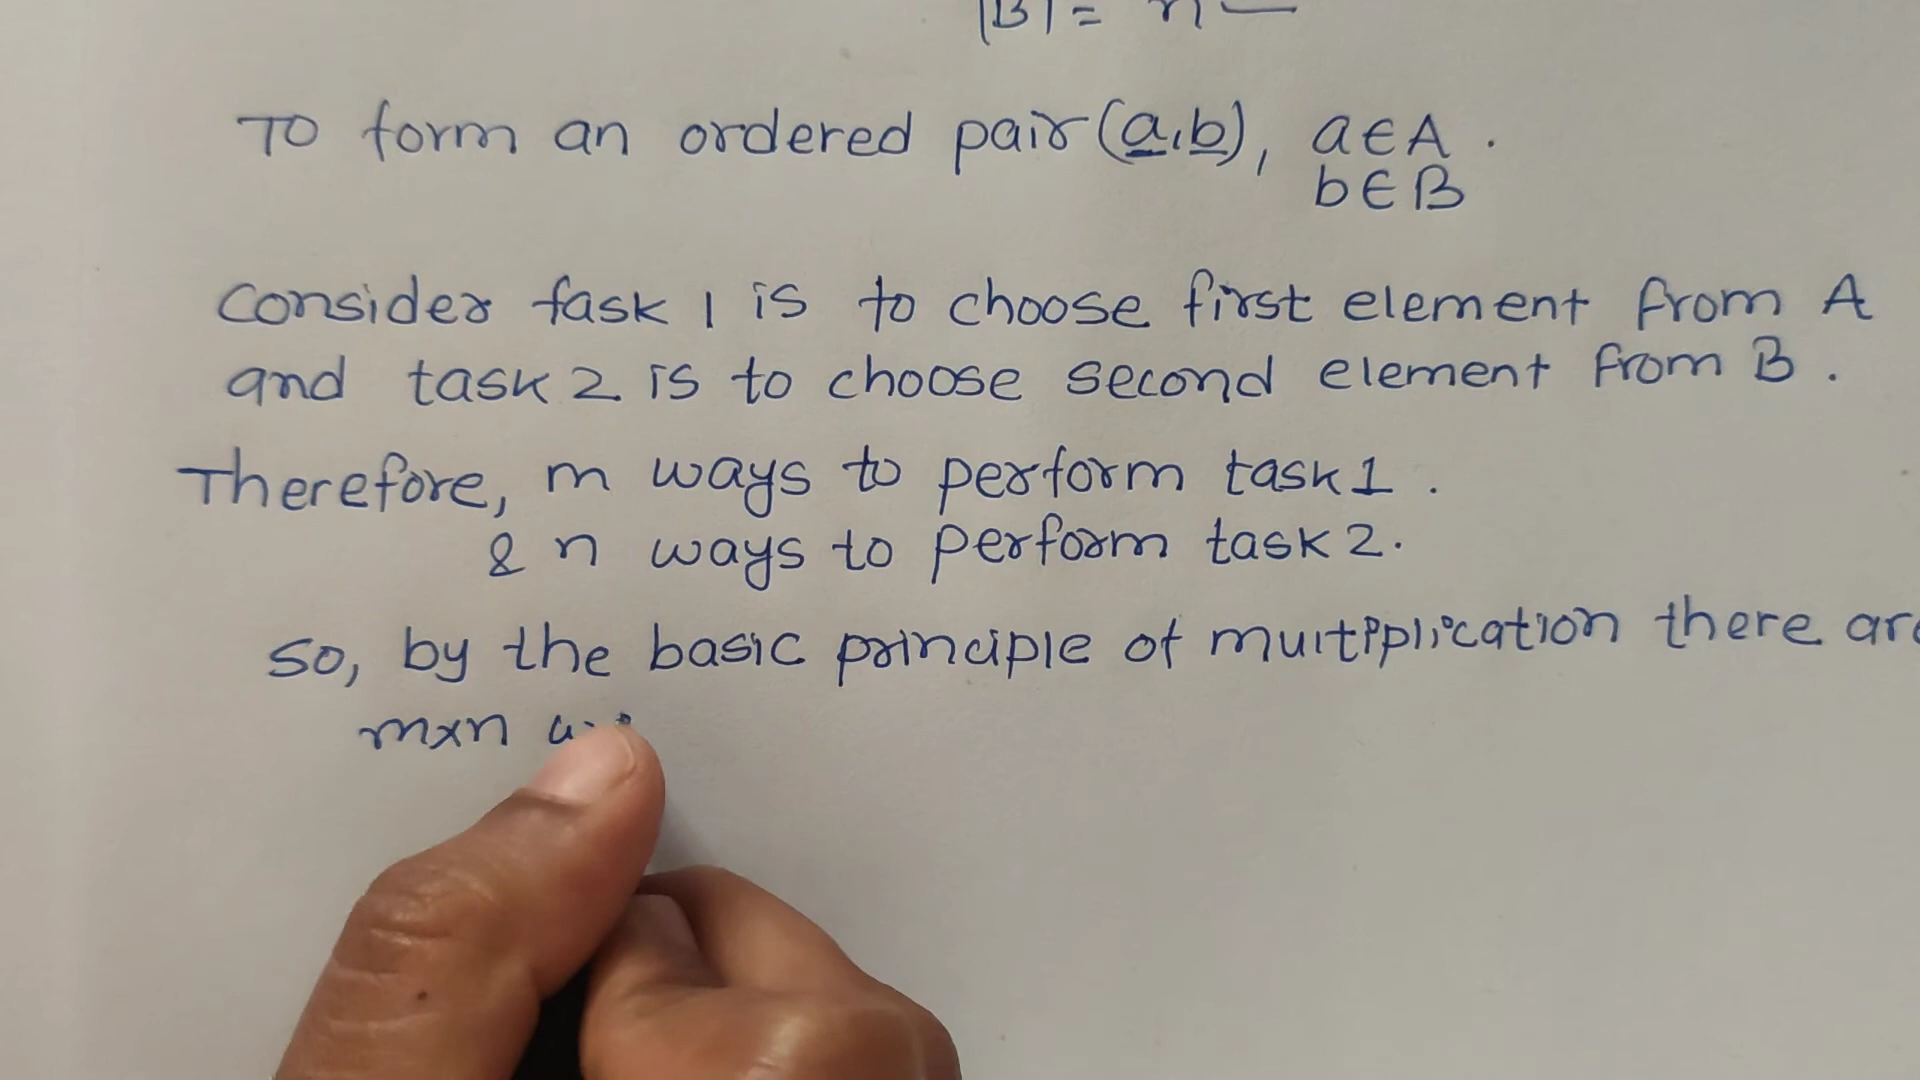 |B| = n
To form an ordered pair (a,b), a∈A.
b∈B
Consider task 1 is to choose first element from A
and task 2 is to choose second element from B.
Therefore, m ways to perform task 1.
& n ways to perform task 2.
So, by the basic principle of multiplication there are
m×n